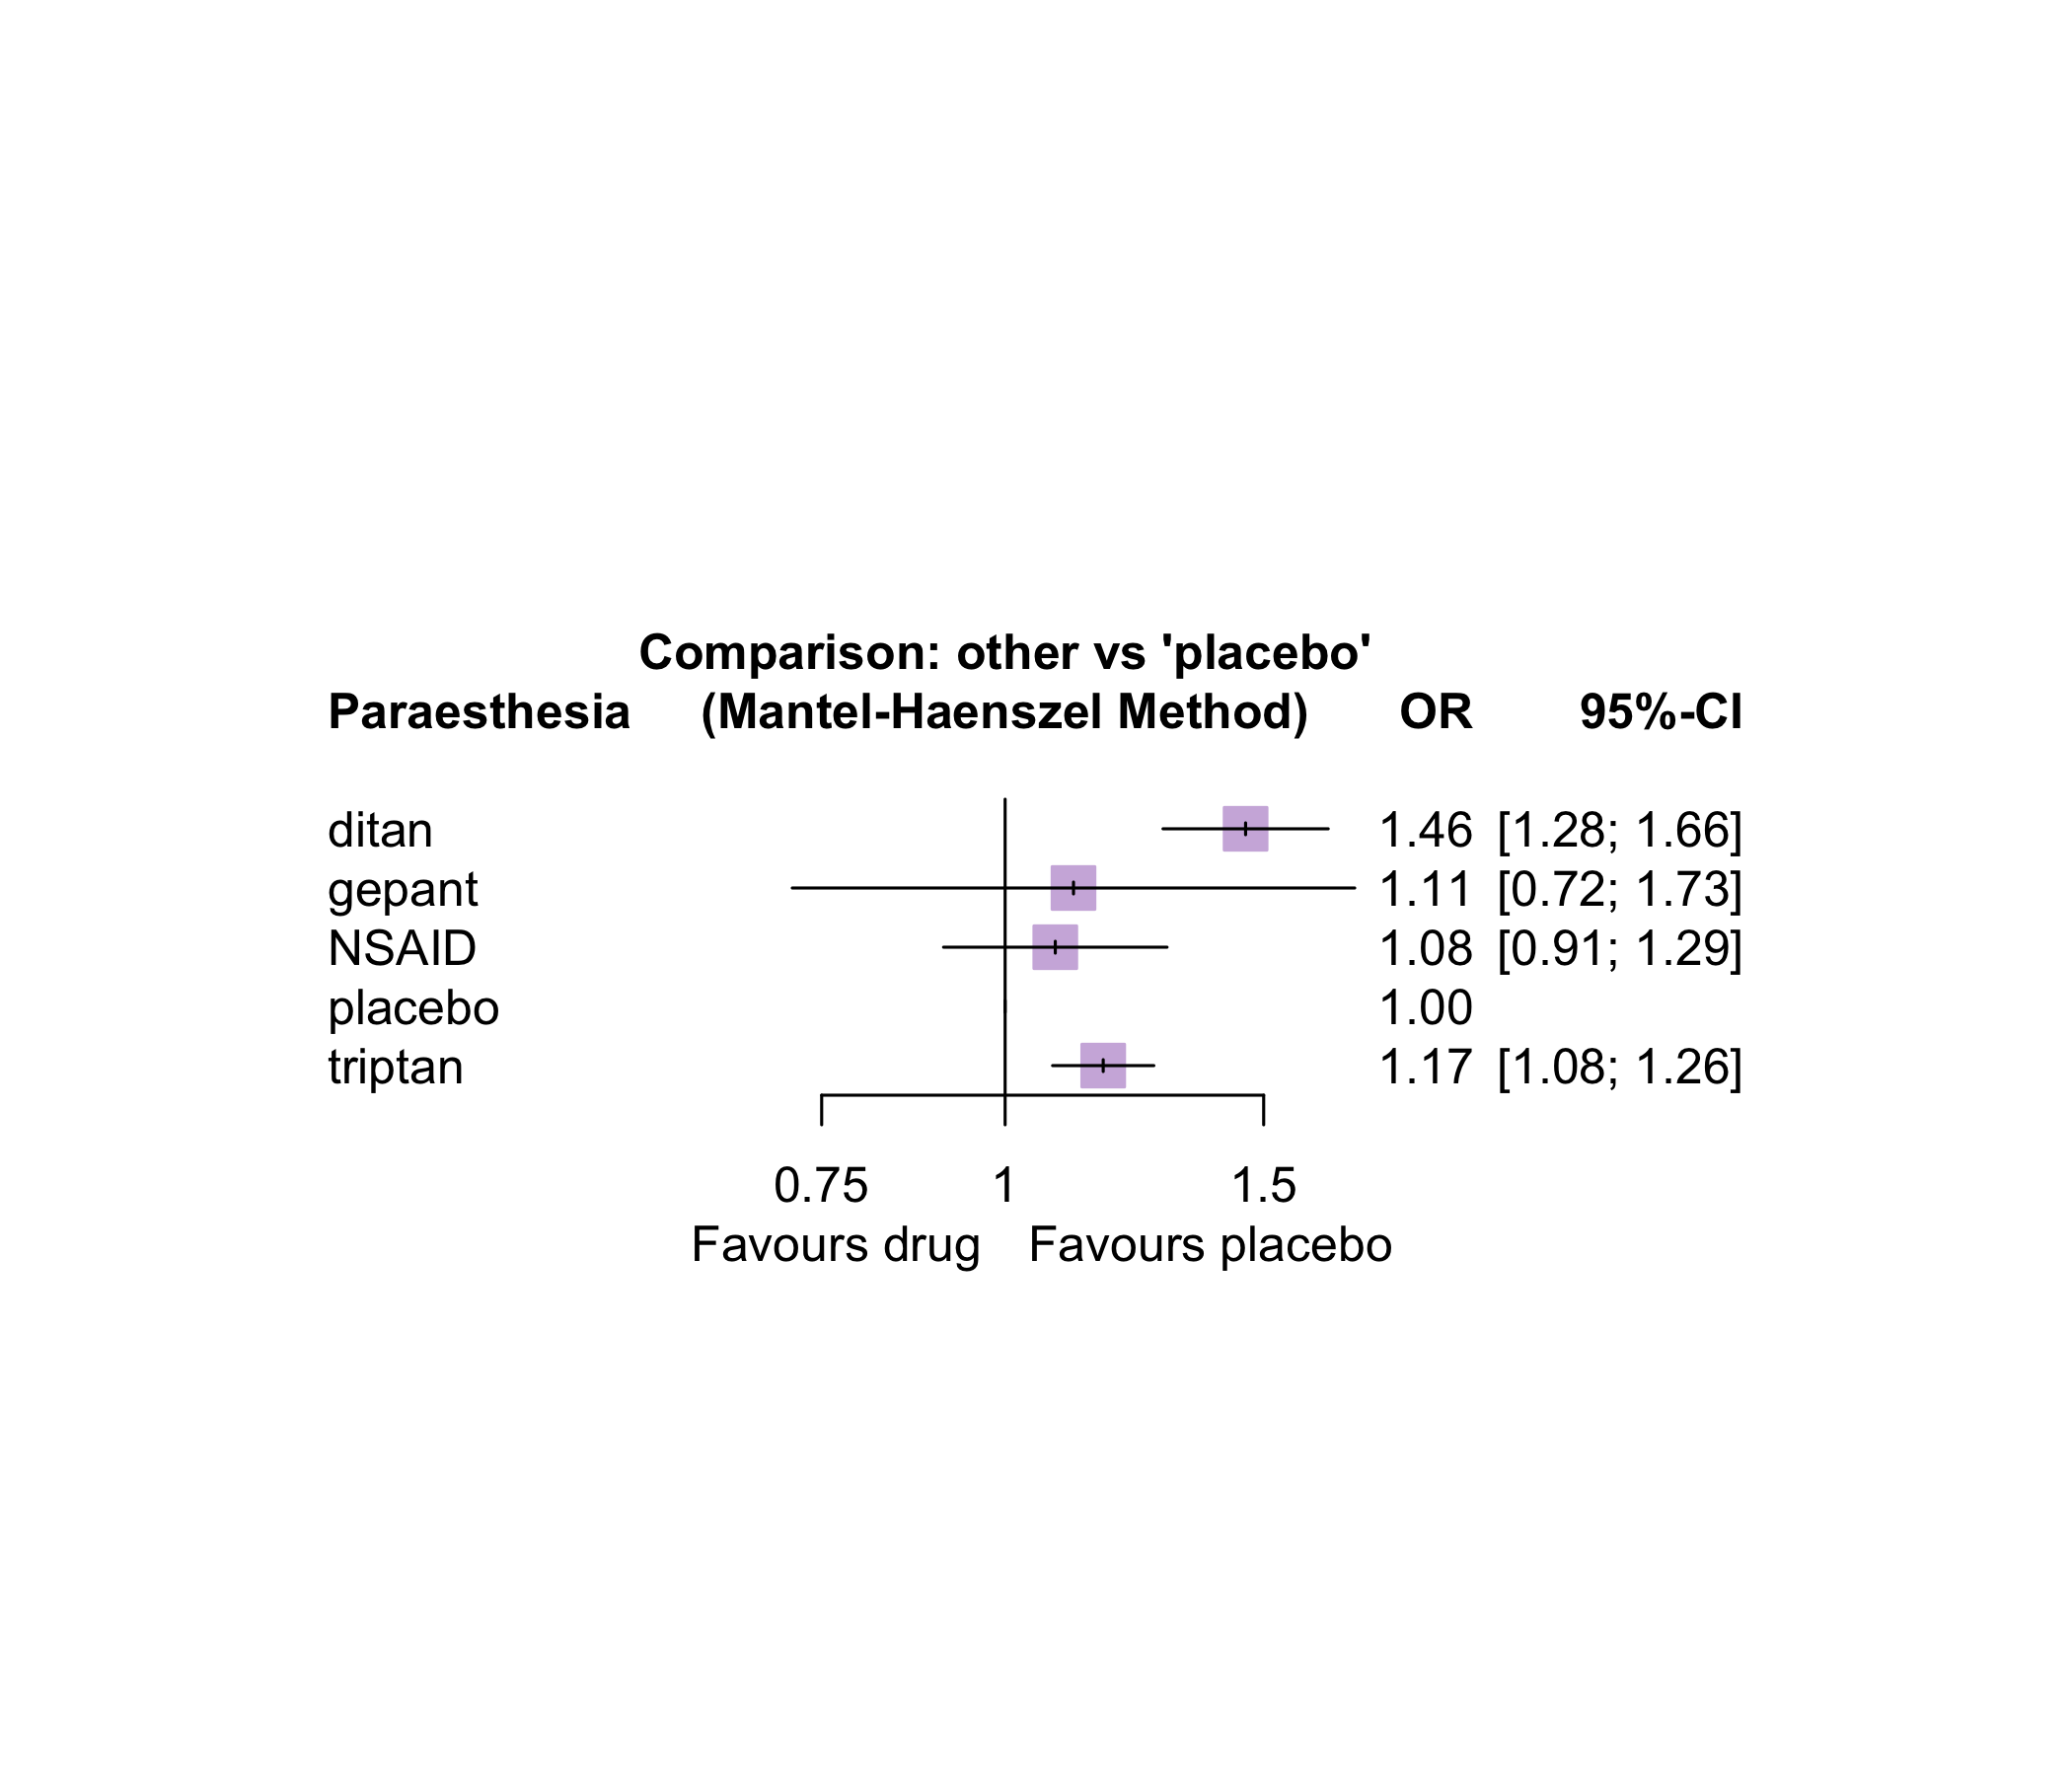 Comparison: other vs 'placebo'
Paraesthesia (Mantel-Haenszel Method) OR 95%-CI
ditan 1.46 [1.28; 1.66]
gepant 1.11 [0.72; 1.73]
NSAID 1.08 [0.91; 1.29]
placebo 1.00
triptan 1.17 [1.08; 1.26]
0.75 1 1.5
Favours drug Favours placebo